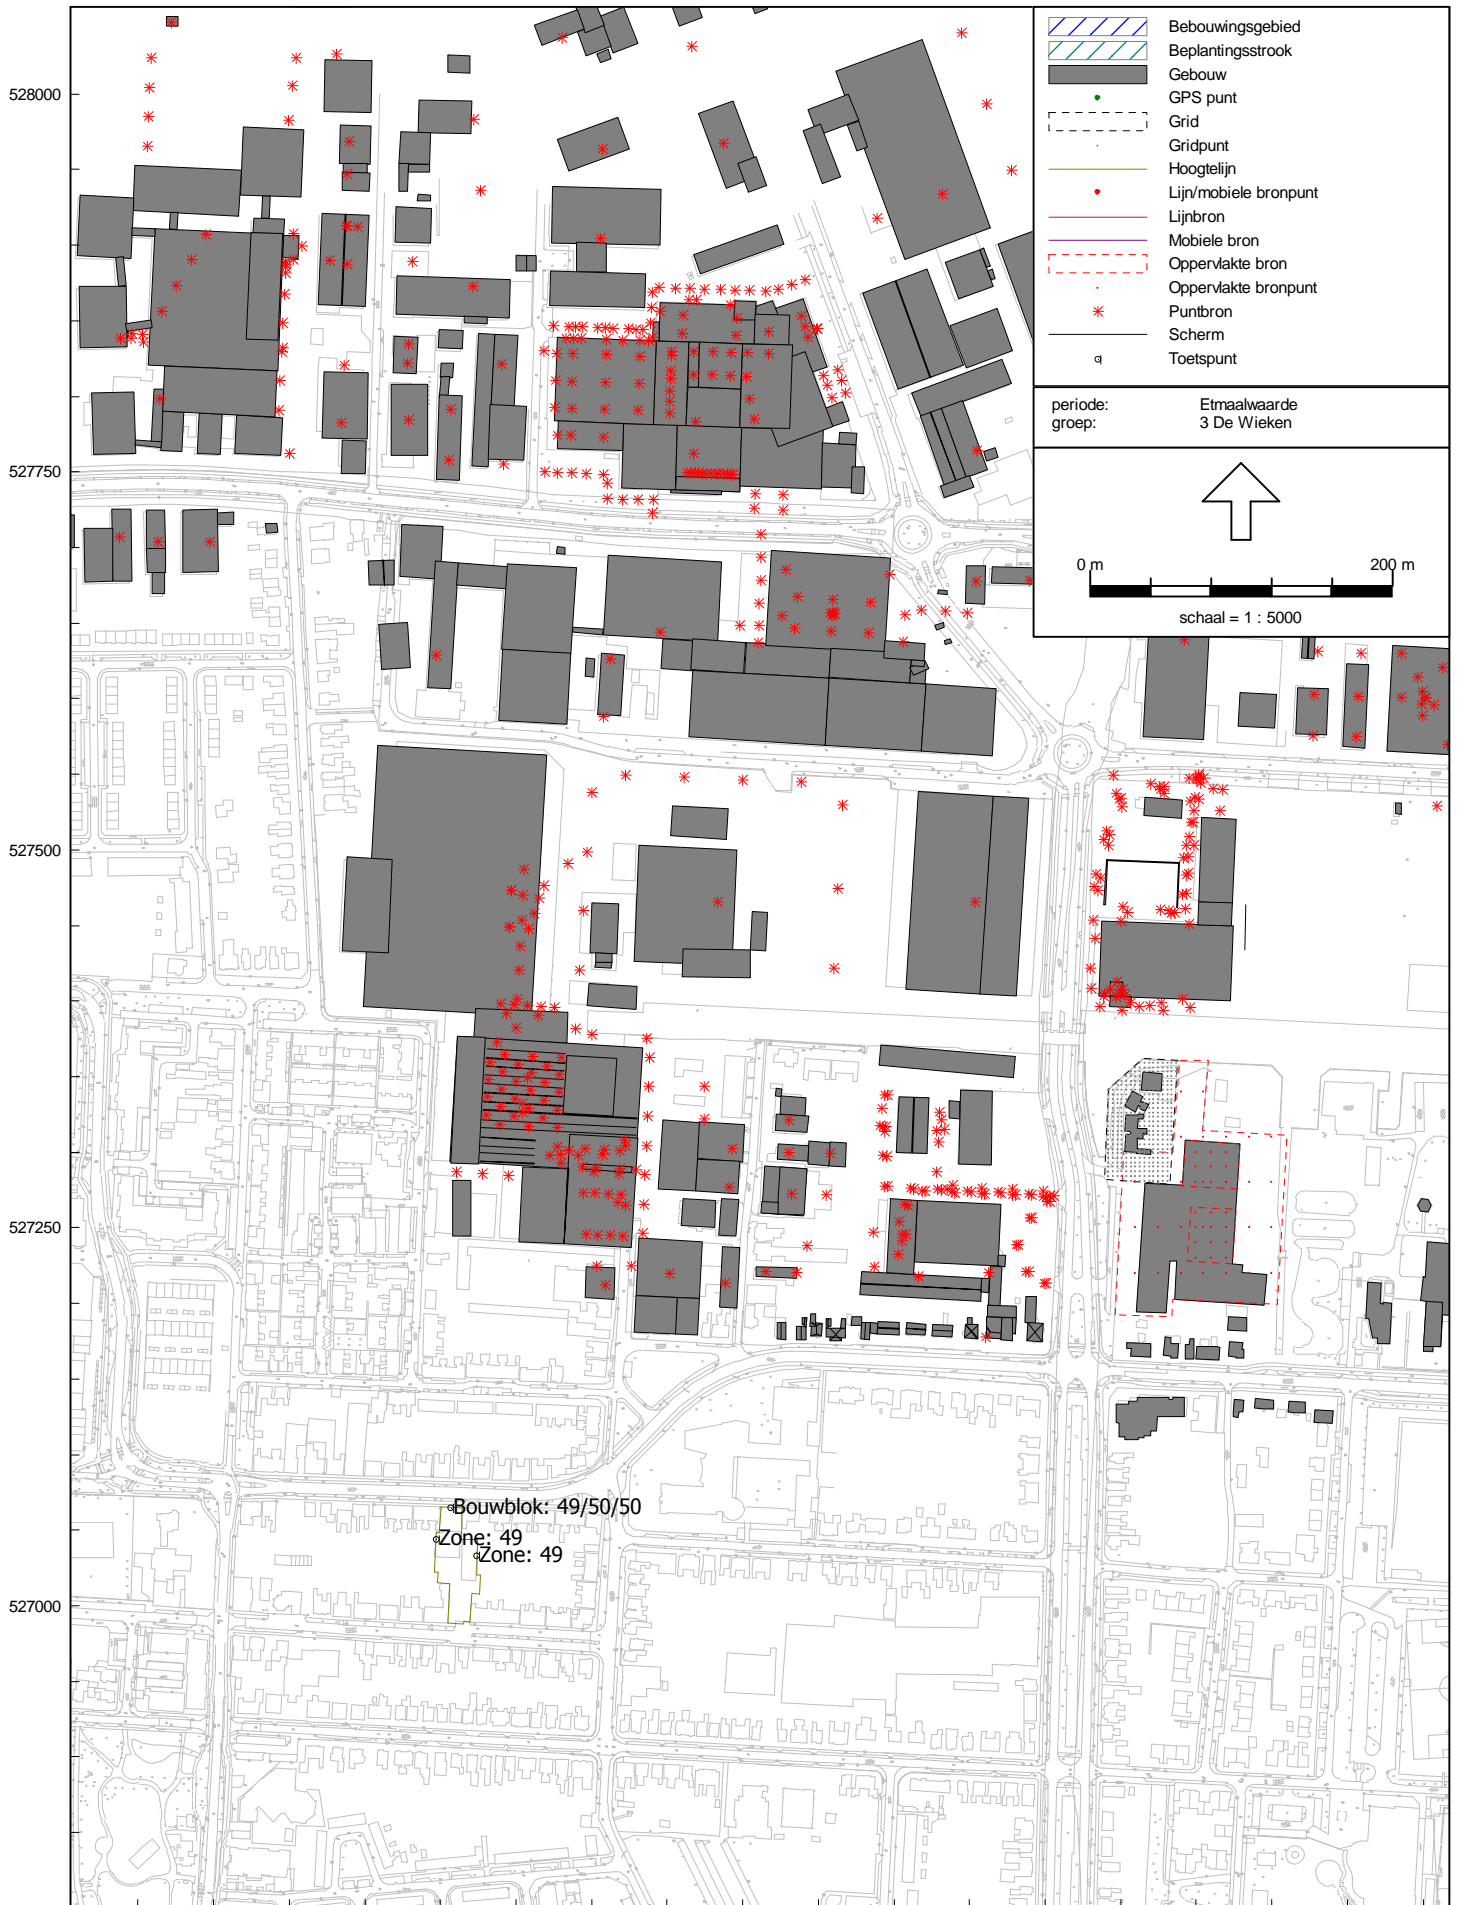 Bebouwingsgebied
Beplantingsstrook
Gebouw
GPS punt
Grid
Gridpunt
Hoogtelijn
Lijn/mobiele bronpunt
Lijnbron
Mobiele bron
Oppervlakte bron
Oppervlakte bronpunt
Puntbron
Scherm
Toetspunt
periode: Etmaalwaarde
groep: 3 De Wieken
0 m 200 m
schaal = 1 : 5000
528000
527750
527500
527250
527000
Bouwblok: 49/50/50
Zone: 49
Zone: 49